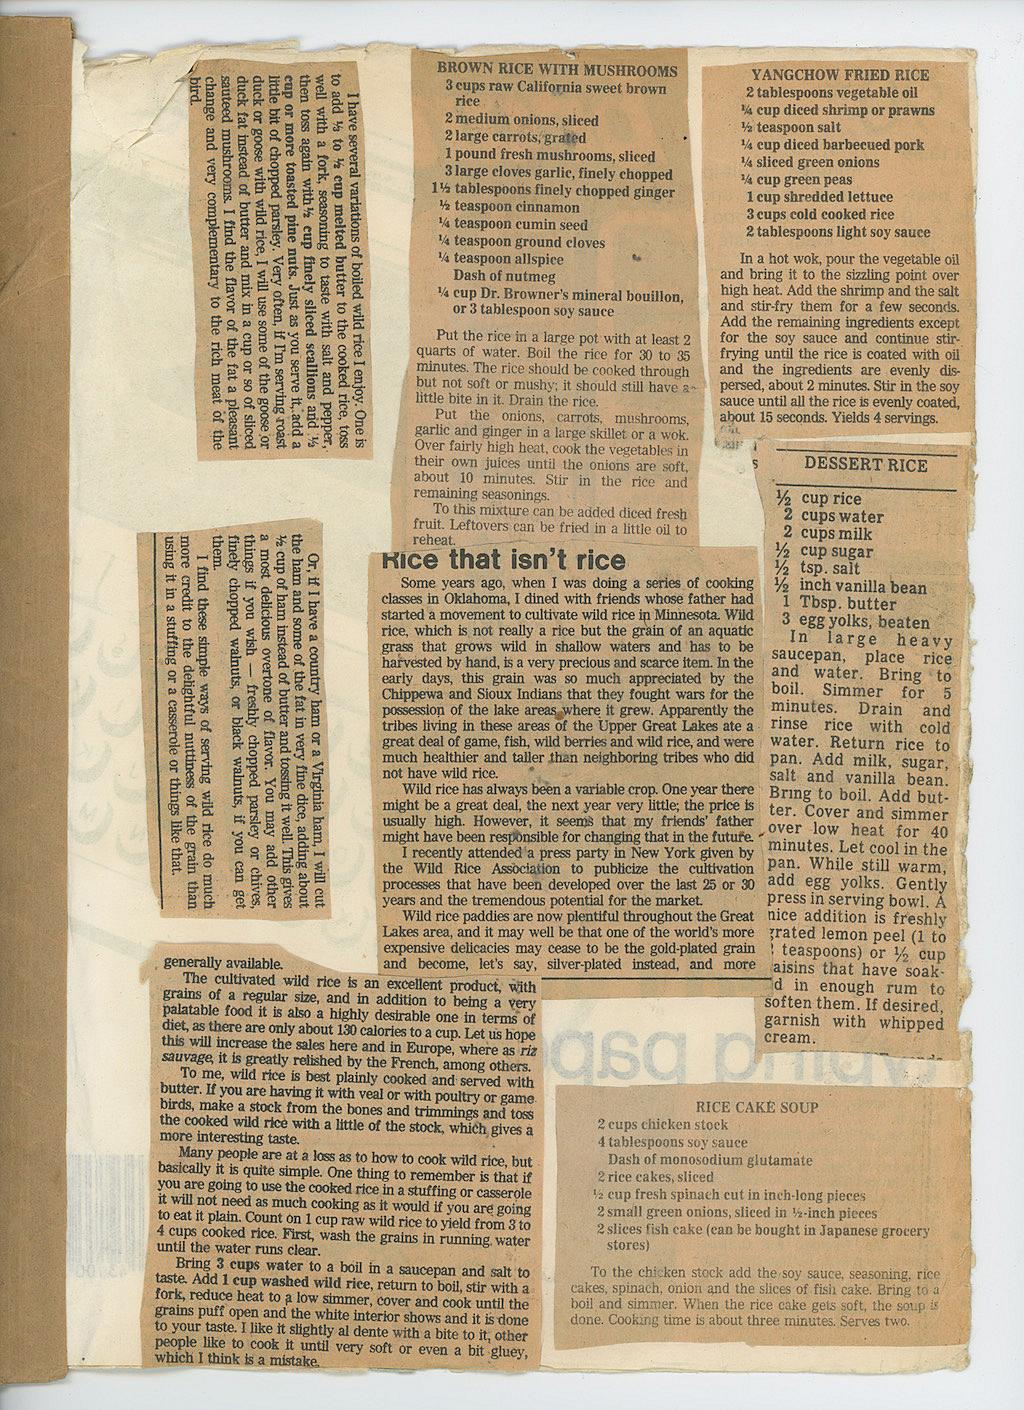 BROWN RICE WITH MUSHROOMS
3 cups raw California sweet brown
rice
2 medium onions, sliced
2 large carrots, grated
1 pound fresh mushrooms, sliced
3 large cloves garlic, finely chopped
1½ tablespoons finely chopped ginger
½ teaspoon cinnamon
¼ teaspoon cumin seed
¼ teaspoon ground cloves
¼ teaspoon allspice
Dash of nutmeg
¼ cup Dr. Browner's mineral bouillon,
or 3 tablespoon soy sauce
Put the rice in a large pot with at least 2
quarts of water. Boil the rice for 30 to 35
minutes. The rice should be cooked through
but not soft or mushy; it should still have a
little bite in it. Drain the rice.
Put the onions, carrots, mushrooms,
garlic and ginger in a large skillet or a wok.
Over fairly high heat, cook the vegetables in
their own juices until the onions are soft,
about 10 minutes. Stir in the rice and
remaining seasonings.
To this mixture can be added diced fresh
fruit. Leftovers can be fried in a little oil to
reheat.
YANGCHOW FRIED RICE
2 tablespoons vegetable oil
¼ cup diced shrimp or prawns
½ teaspoon salt
¼ cup diced barbecued pork
¼ sliced green onions
¼ cup green peas
1 cup shredded lettuce
3 cups cold cooked rice
2 tablespoons light soy sauce
In a hot wok, pour the vegetable oil
and bring it to the sizzling point over
high heat. Add the shrimp and the salt
and stir-fry them for a few seconds.
Add the remaining ingredients except
for the soy sauce and continue stir-
frying until the rice is coated with oil
and the ingredients are evenly dis-
persed, about 2 minutes. Stir in the soy
sauce until all the rice is evenly coated,
about 15 seconds. Yields 4 servings.
DESSERT RICE
½ cup rice
2 cups water
2 cups milk
½ cup sugar
½ tsp. salt
½ inch vanilla bean
1 Tbsp. butter
3 egg yolks, beaten
In large heavy
saucepan, place rice
and water. Bring to
boil. Simmer for 5
minutes. Drain and
rinse rice with cold
water. Return rice to
pan. Add milk, sugar,
salt and vanilla bean.
Bring to boil. Add but-
ter. Cover and simmer
over low heat for 40
minutes. Let cool in the
pan. While still warm,
add egg yolks. Gently
press in serving bowl. A
nice addition is freshly
grated lemon peel (1 to
teaspoons) or ½ cup
aisins that have soak-
d in enough rum to
soften them. If desired,
garnish with whipped
cream.
Rice that isn't rice
Some years ago, when I was doing a series of cooking
classes in Oklahoma, I dined with friends whose father had
started a movement to cultivate wild rice in Minnesota. Wild
rice, which is not really a rice but the grain of an aquatic
grass that grows wild in shallow waters and has to be
harvested by hand, is a very precious and scarce item. In the
early days, this grain was so much appreciated by the
Chippewa and Sioux Indians that they fought wars for the
possession of the lake areas where it grew. Apparently the
tribes living in these areas of the Upper Great Lakes ate a
great deal of game, fish, wild berries and wild rice, and were
much healthier and taller than neighboring tribes who did
not have wild rice.
Wild rice has always been a variable crop. One year there
might be a great deal, the next year very little; the price is
usually high. However, it seems that my friends' father
might have been responsible for changing that in the future.
I recently attended a press party in New York given by
the Wild Rice Association to publicize the cultivation
processes that have been developed over the last 25 or 30
years and the tremendous potential for the market.
Wild rice paddies are now plentiful throughout the Great
Lakes area, and it may well be that one of the world's more
expensive delicacies may cease to be the gold-plated grain
and become, let's say, silver-plated instead, and more
generally available.
The cultivated wild rice is an excellent product, with
grains of a regular size, and in addition to being a very
palatable food it is also a highly desirable one in terms of
diet, as there are only about 130 calories to a cup. Let us hope
this will increase the sales here and in Europe, where as riz
sauvage, it is greatly relished by the French, among others.
To me, wild rice is best plainly cooked and served with
butter. If you are having it with veal or with poultry or game
birds, make a stock from the bones and trimmings and toss
the cooked wild rice with a little of the stock, which gives a
more interesting taste.
Many people are at a loss as to how to cook wild rice, but
basically it is quite simple. One thing to remember is that if
you are going to use the cooked rice in a stuffing or casserole
it will not need as much cooking as it would if you are going
to eat it plain. Count on 1 cup raw wild rice to yield from 3 to
4 cups cooked rice. First, wash the grains in running water
until the water runs clear.
Bring 3 cups water to a boil in a saucepan and salt to
taste. Add 1 cup washed wild rice, return to boil, stir with a
fork, reduce heat to a low simmer, cover and cook until the
grains puff open and the white interior shows and it is done
to your taste. I like it slightly al dente with a bite to it; other
people like to cook it until very soft or even a bit gluey,
which I think is a mistake.
I have several variations of boiled wild rice I enjoy. One is
to add ⅓ to ½ cup melted butter to the cooked rice, toss
well with a fork, seasoning to taste with salt and pepper,
then toss again with ½ cup finely sliced scallions and ½
cup or more toasted pine nuts. Just as you serve it, add a
little bit of chopped parsley. Very often, if I'm serving roast
duck or goose with wild rice, I will use some of the goose or
duck fat instead of butter and mix in a cup or so of sliced
sauteed mushrooms. I find the flavor of the fat a pleasant
change and very complementary to the rich meat of the
bird.
Or, if I have a country ham or a Virginia ham, I will cut
the ham and some of the fat in very fine dice, adding about
½ cup of ham instead of butter and tossing it well. This gives
a most delicious overtone of flavor. You may add other
things if you wish — freshly chopped parsley or chives,
finely chopped walnuts, or black walnuts, if you can get
them.
I find these simple ways of serving wild rice do much
more credit to the delightful nuttiness of the grain than
using it in a stuffing or a casserole or things like that.
RICE CAKE SOUP
2 cups chicken stock
4 tablespoons soy sauce
Dash of monosodium glutamate
2 rice cakes, sliced
½ cup fresh spinach cut in inch-long pieces
2 small green onions, sliced in ½-inch pieces
2 slices fish cake (can be bought in Japanese grocery
stores)
To the chicken stock add the soy sauce, seasoning, rice
cakes, spinach, onion and the slices of fish cake. Bring to a
boil and simmer. When the rice cake gets soft, the soup is
done. Cooking time is about three minutes. Serves two.